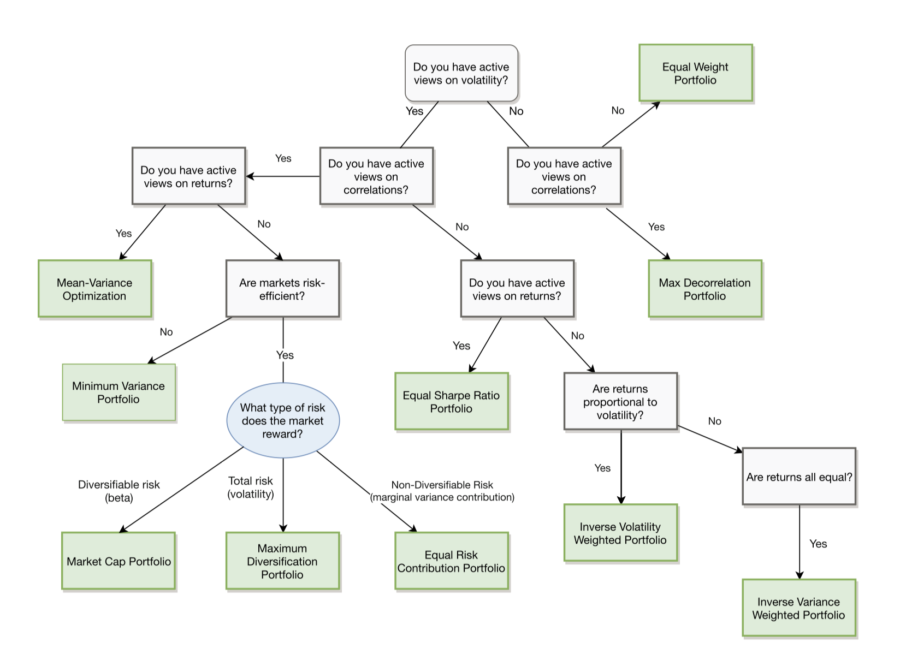 Do you have active
views on volatility?
Equal Weight
Portfolio
Yes
No
No
Do you have active
views on returns?
Yes
Do you have active
views on
correlations?
Do you have active
views on
correlations?
Yes
No
No
Yes
Mean-Variance
Optimization
Are markets risk-
efficient?
Do you have active
views on returns?
Max Decorrelation
Portfolio
No
Yes
Yes
No
Minimum Variance
Portfolio
What type of risk
does the market
reward?
Equal Sharpe Ratio
Portfolio
Are returns
proportional to
volatility?
No
Diversifiable risk
(beta)
Total risk
(volatility)
Non-Diversifiable Risk
(marginal variance contribution)
Yes
Are returns all equal?
Market Cap Portfolio
Maximum
Diversification
Portfolio
Equal Risk
Contribution Portfolio
Inverse Volatility
Weighted Portfolio
Yes
Inverse Variance
Weighted Portfolio